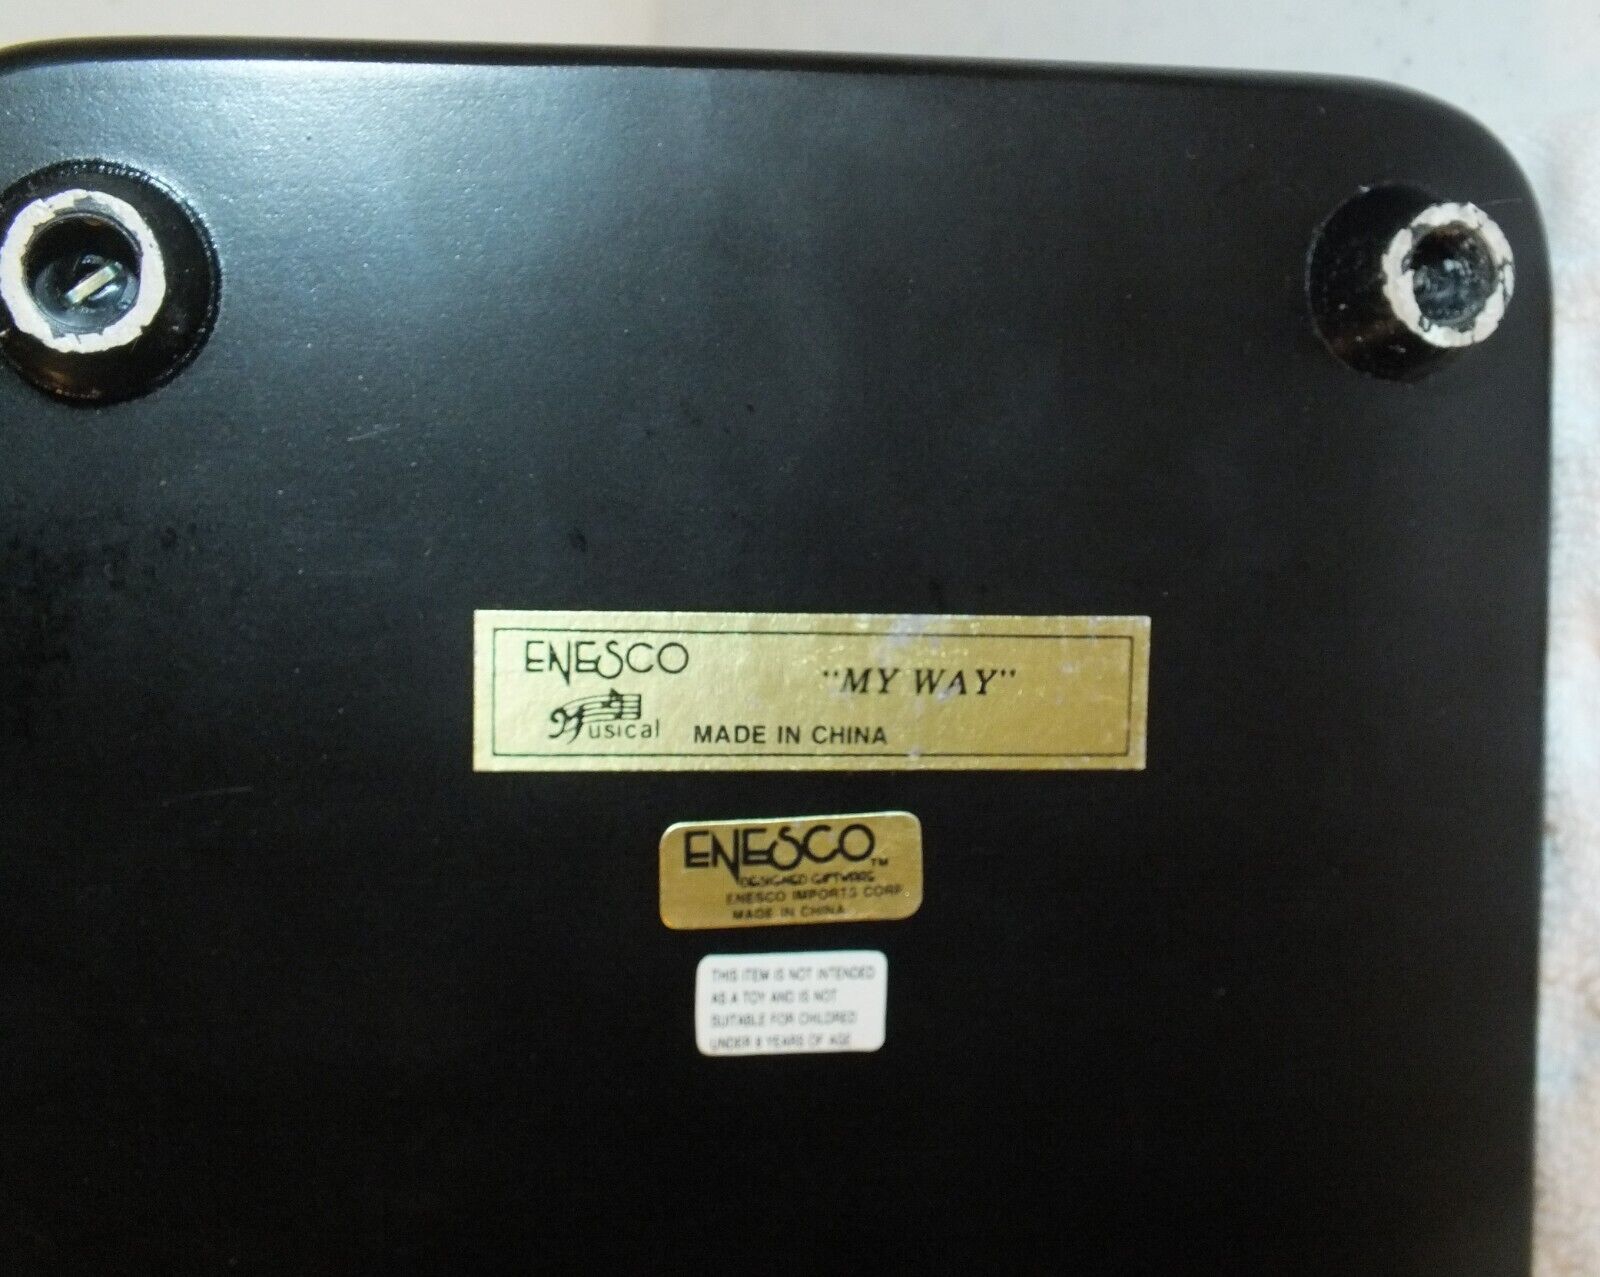 ENESCO
Musical
"MY WAY"
MADE IN CHINA
ENESCO™
DESIGNED GIFTWARE
ENESCO IMPORTS CORP.
MADE IN CHINA
THIS ITEM IS NOT INTENDED
AS A TOY AND IS NOT
SUITABLE FOR CHILDREN
UNDER 8 YEARS OF AGE